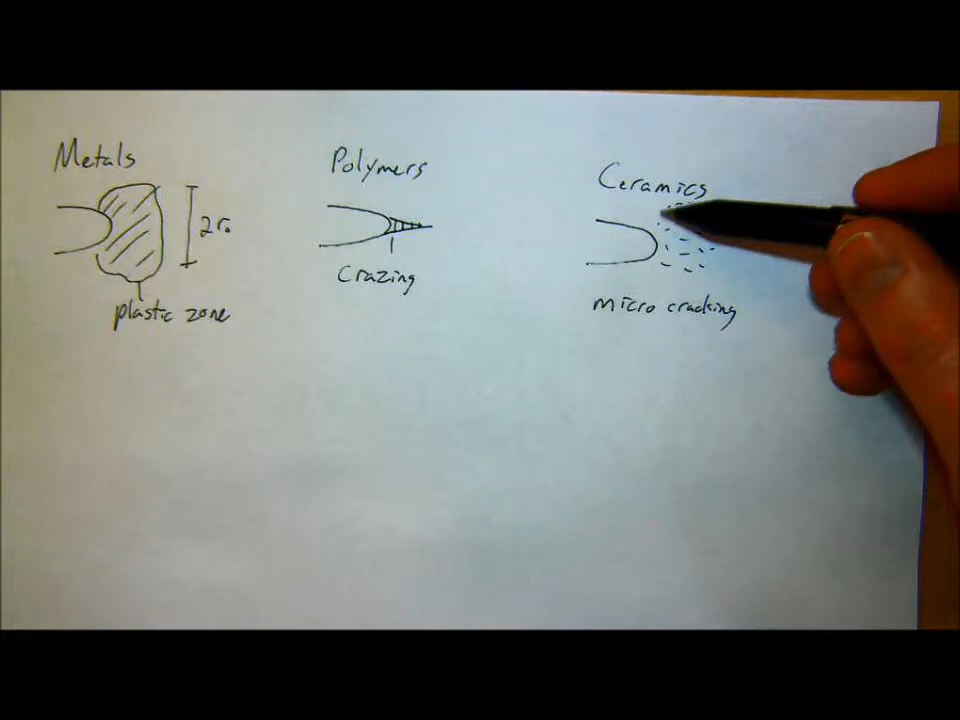 Metals
2r₀
plastic zone
Polymers
Crazing
Ceramics
micro cracking